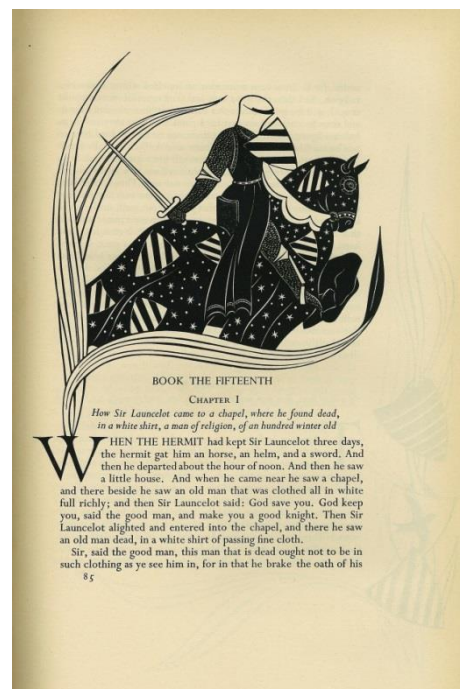 BOOK THE FIFTEENTH
CHAPTER I
How Sir Launcelot came to a chapel, where he found dead,
in a white shirt, a man of religion, of an hundred winter old
WHEN THE HERMIT had kept Sir Launcelot three days,
the hermit gat him an horse, an helm, and a sword. And
then he departed about the hour of noon. And then he saw
a little house. And when he came near he saw a chapel,
and there beside he saw an old man that was clothed all in white
full richly; and then Sir Launcelot said: God save you. God keep
you, said the good man, and make you a good knight. Then Sir
Launcelot alighted and entered into the chapel, and there he saw
an old man dead, in a white shirt of passing fine cloth.
Sir, said the good man, this man that is dead ought not to be in
such clothing as ye see him in, for in that he brake the oath of his
85